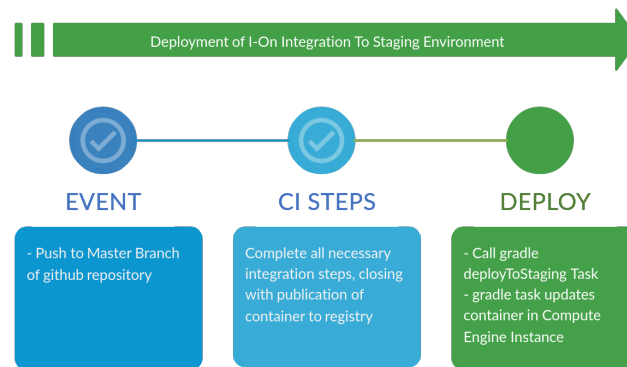 Deployment of I-On Integration To Staging Environment
EVENT
- Push to Master Branch
of github repository
CI STEPS
Complete all necessary
integration steps, closing
with publication of
container to registry
DEPLOY
- Call gradle
deployToStaging Task
- gradle task updates
container in Compute
Engine Instance